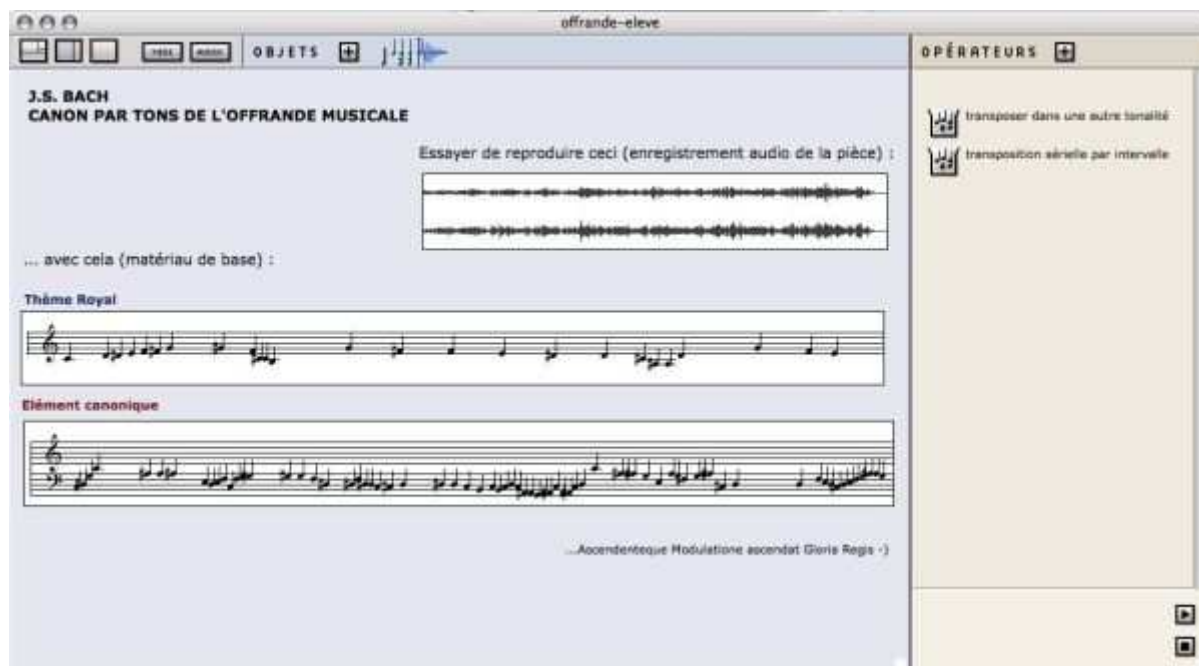 offrande-eleve
OBJETS
OPÉRATEURS
J.S. BACH
CANON PAR TONS DE L'OFFRANDE MUSICALE
transposer dans une autre tonalité
Essayer de reproduire ceci (enregistrement audio de la pièce) :
transposition sérielle par intervalle
... avec cela (matériau de base) :
Thème Royal
Elément canonique
...Ascendenteque Modulatione ascendat Gloria Regis -)